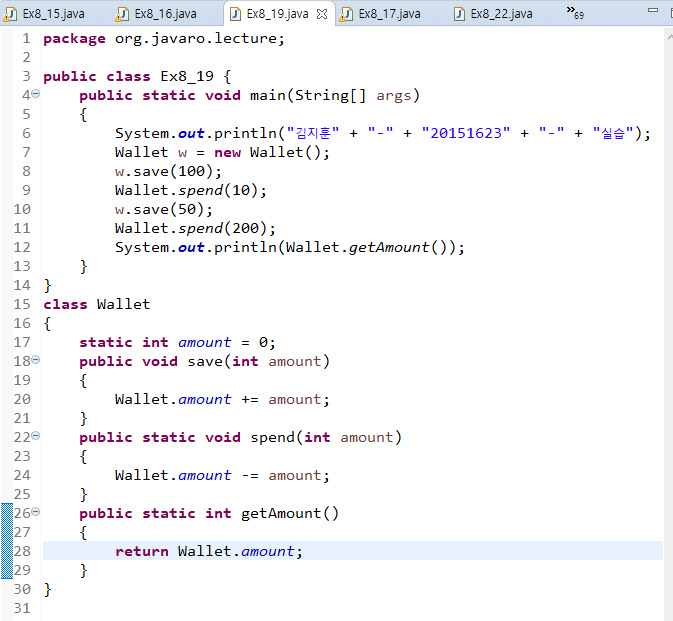 Ex8_15.java Ex8_16.java Ex8_19.java Ex8_17.java Ex8_22.java »69
1 package org.javaro.lecture;
2
3 public class Ex8_19 {
4     public static void main(String[] args)
5     {
6         System.out.println("김지훈" + "-" + "20151623" + "-" + "실습");
7         Wallet w = new Wallet();
8         w.save(100);
9         Wallet.spend(10);
10         w.save(50);
11         Wallet.spend(200);
12         System.out.println(Wallet.getAmount());
13     }
14 }
15 class Wallet
16 {
17     static int amount = 0;
18     public void save(int amount)
19     {
20         Wallet.amount += amount;
21     }
22     public static void spend(int amount)
23     {
24         Wallet.amount -= amount;
25     }
26     public static int getAmount()
27     {
28         return Wallet.amount;
29     }
30 }
31